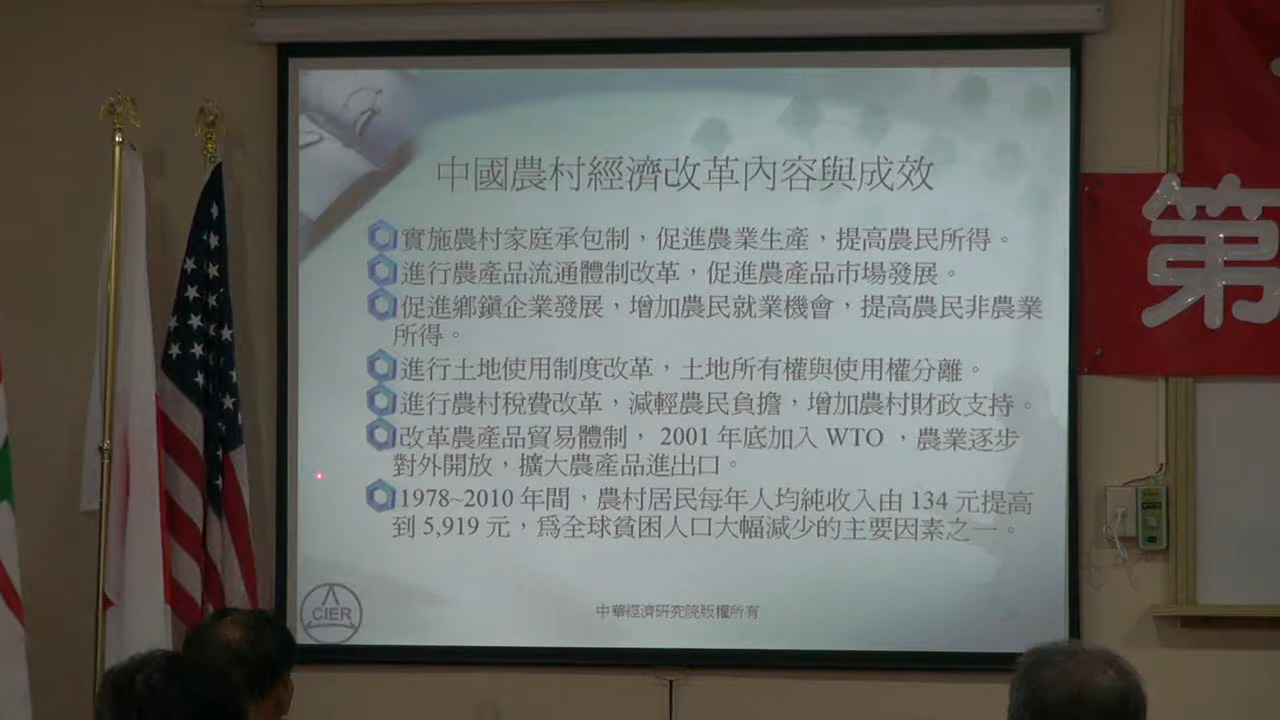 中國農村經濟改革內容與成效
實施農村家庭承包制，促進農業生產，提高農民所得。
進行農產品流通體制改革，促進農產品市場發展。
促進鄉鎮企業發展，增加農民就業機會，提高農民非農業
所得。
進行土地使用制度改革，土地所有權與使用權分離。
進行農村稅費改革，減輕農民負擔，增加農村財政支持。
改革農產品貿易體制， 2001 年底加入 WTO ，農業逐步
對外開放，擴大農產品進出口。
1978~2010 年間，農村居民每年人均純收入由 134 元提高
到 5,919 元，為全球貧困人口大幅減少的主要因素之一。
CIER
中華經濟研究院版權所有
第